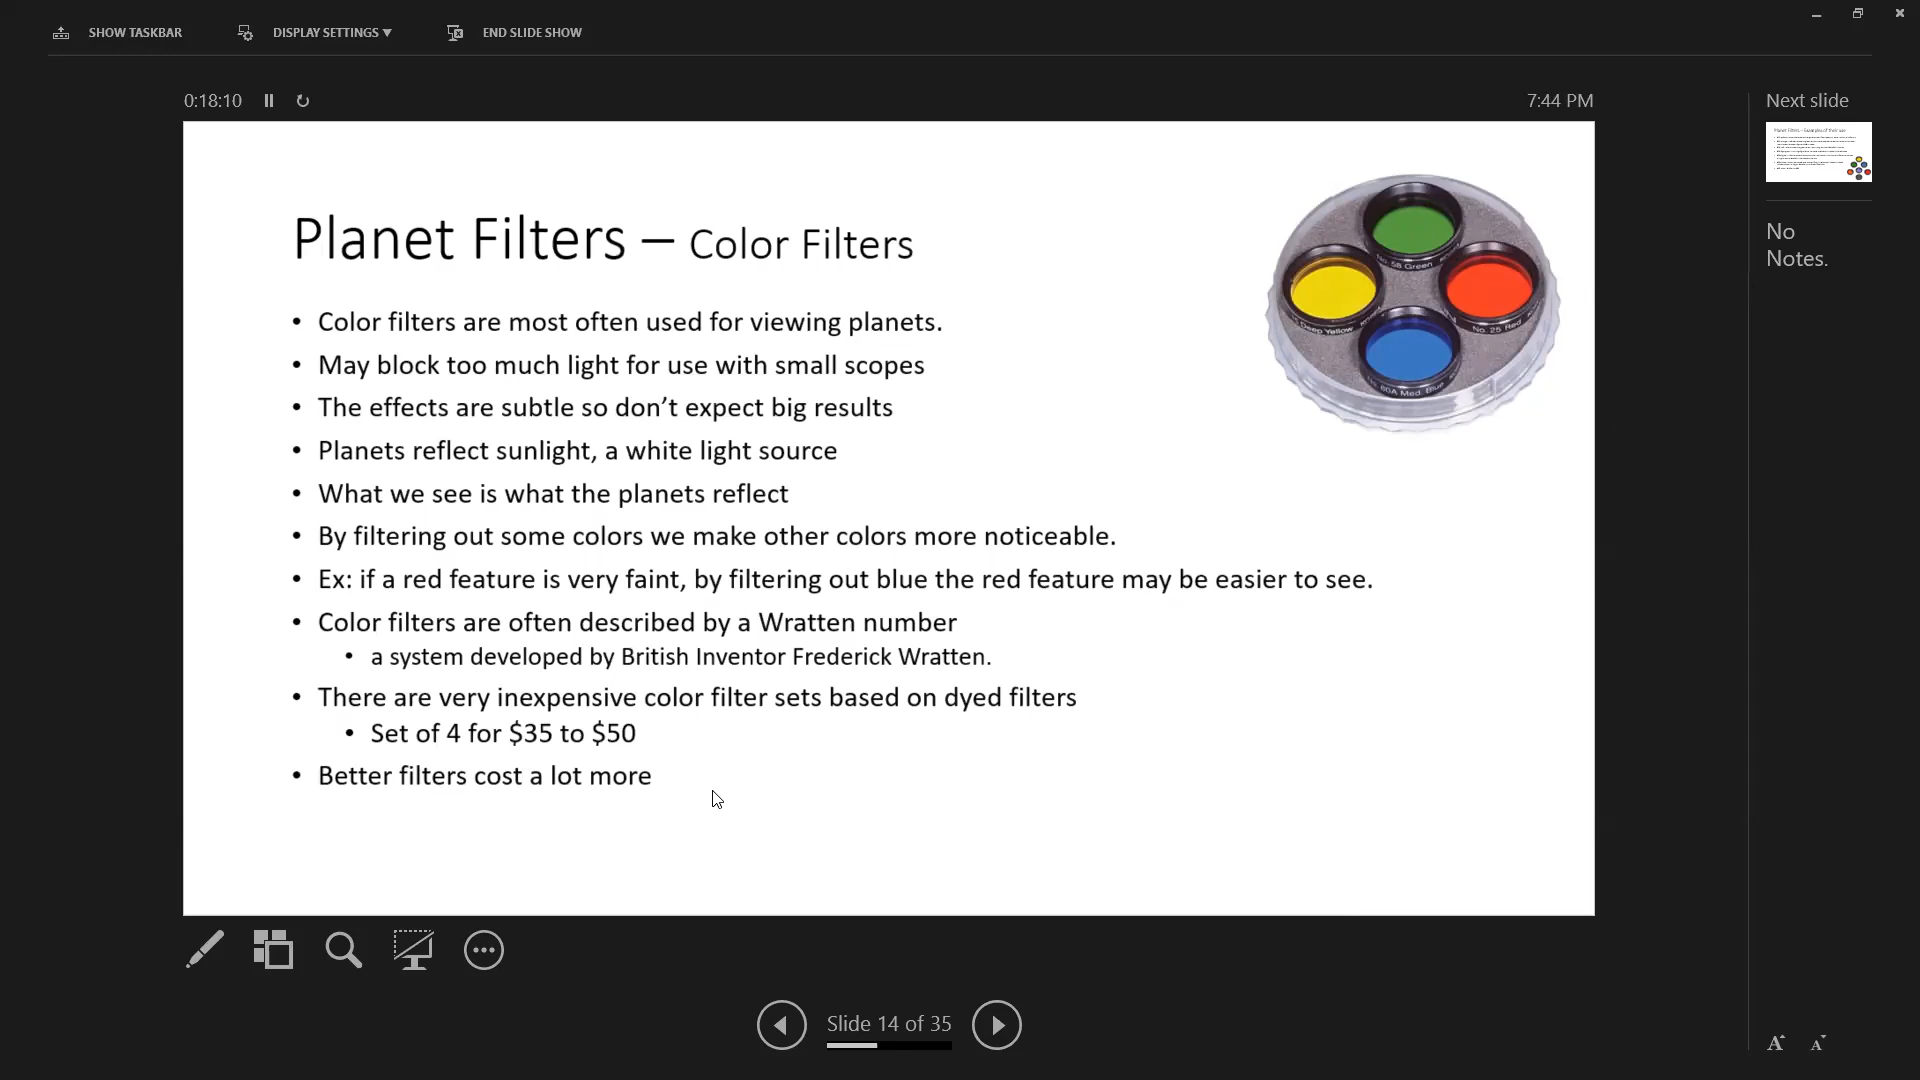 SHOW TASKBAR
DISPLAY SETTINGS ▼
END SLIDE SHOW
0:18:10
7:44 PM
Next slide
Planet Filters – Examples of their use
No
Notes.
Planet Filters – Color Filters
• Color filters are most often used for viewing planets.
• May block too much light for use with small scopes
• The effects are subtle so don’t expect big results
• Planets reflect sunlight, a white light source
• What we see is what the planets reflect
• By filtering out some colors we make other colors more noticeable.
• Ex: if a red feature is very faint, by filtering out blue the red feature may be easier to see.
• Color filters are often described by a Wratten number
• a system developed by British Inventor Frederick Wratten.
• There are very inexpensive color filter sets based on dyed filters
• Set of 4 for $35 to $50
• Better filters cost a lot more
Green
Deep Yellow
No. 25 Red
80A Med. Blue
Slide 14 of 35
A
A